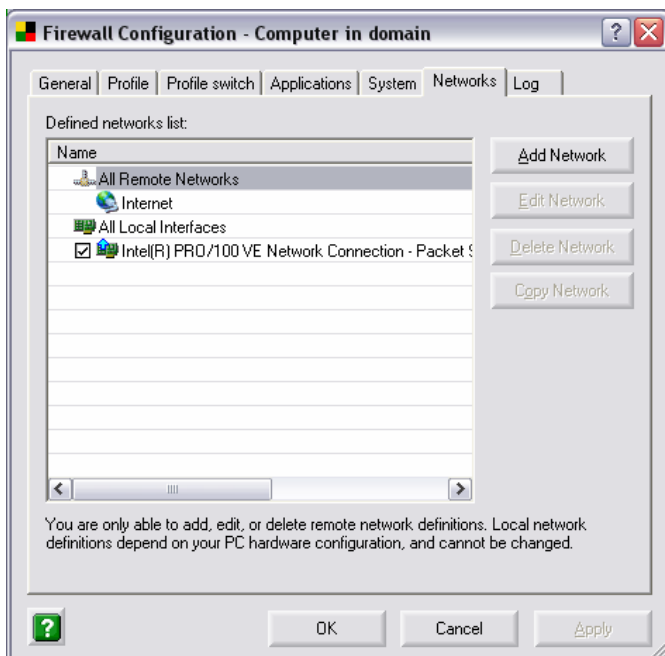 Firewall Configuration - Computer in domain
General Profile Profile switch Applications System Networks Log
Defined networks list:
Name
All Remote Networks
Internet
All Local Interfaces
Intel(R) PRO/100 VE Network Connection - Packet S
Add Network
Edit Network
Delete Network
Copy Network
You are only able to add, edit, or delete remote network definitions. Local network
definitions depend on your PC hardware configuration, and cannot be changed.
OK Cancel Apply